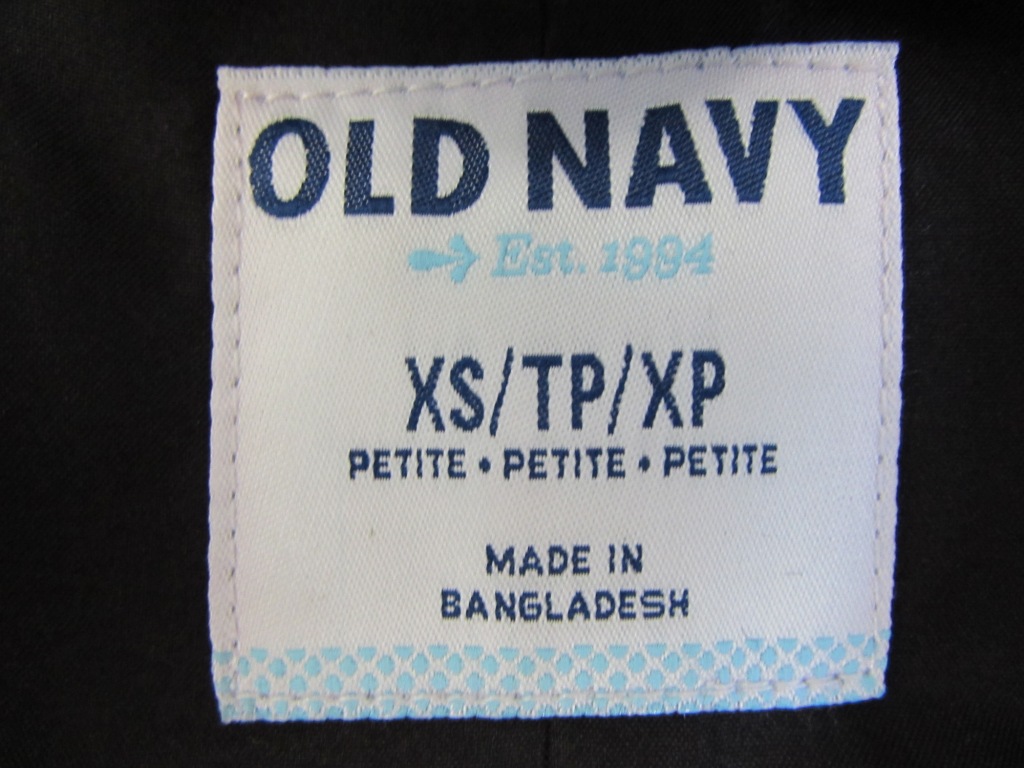 OLD NAVY
Est. 1994
XS/TP/XP
PETITE • PETITE • PETITE
MADE IN
BANGLADESH